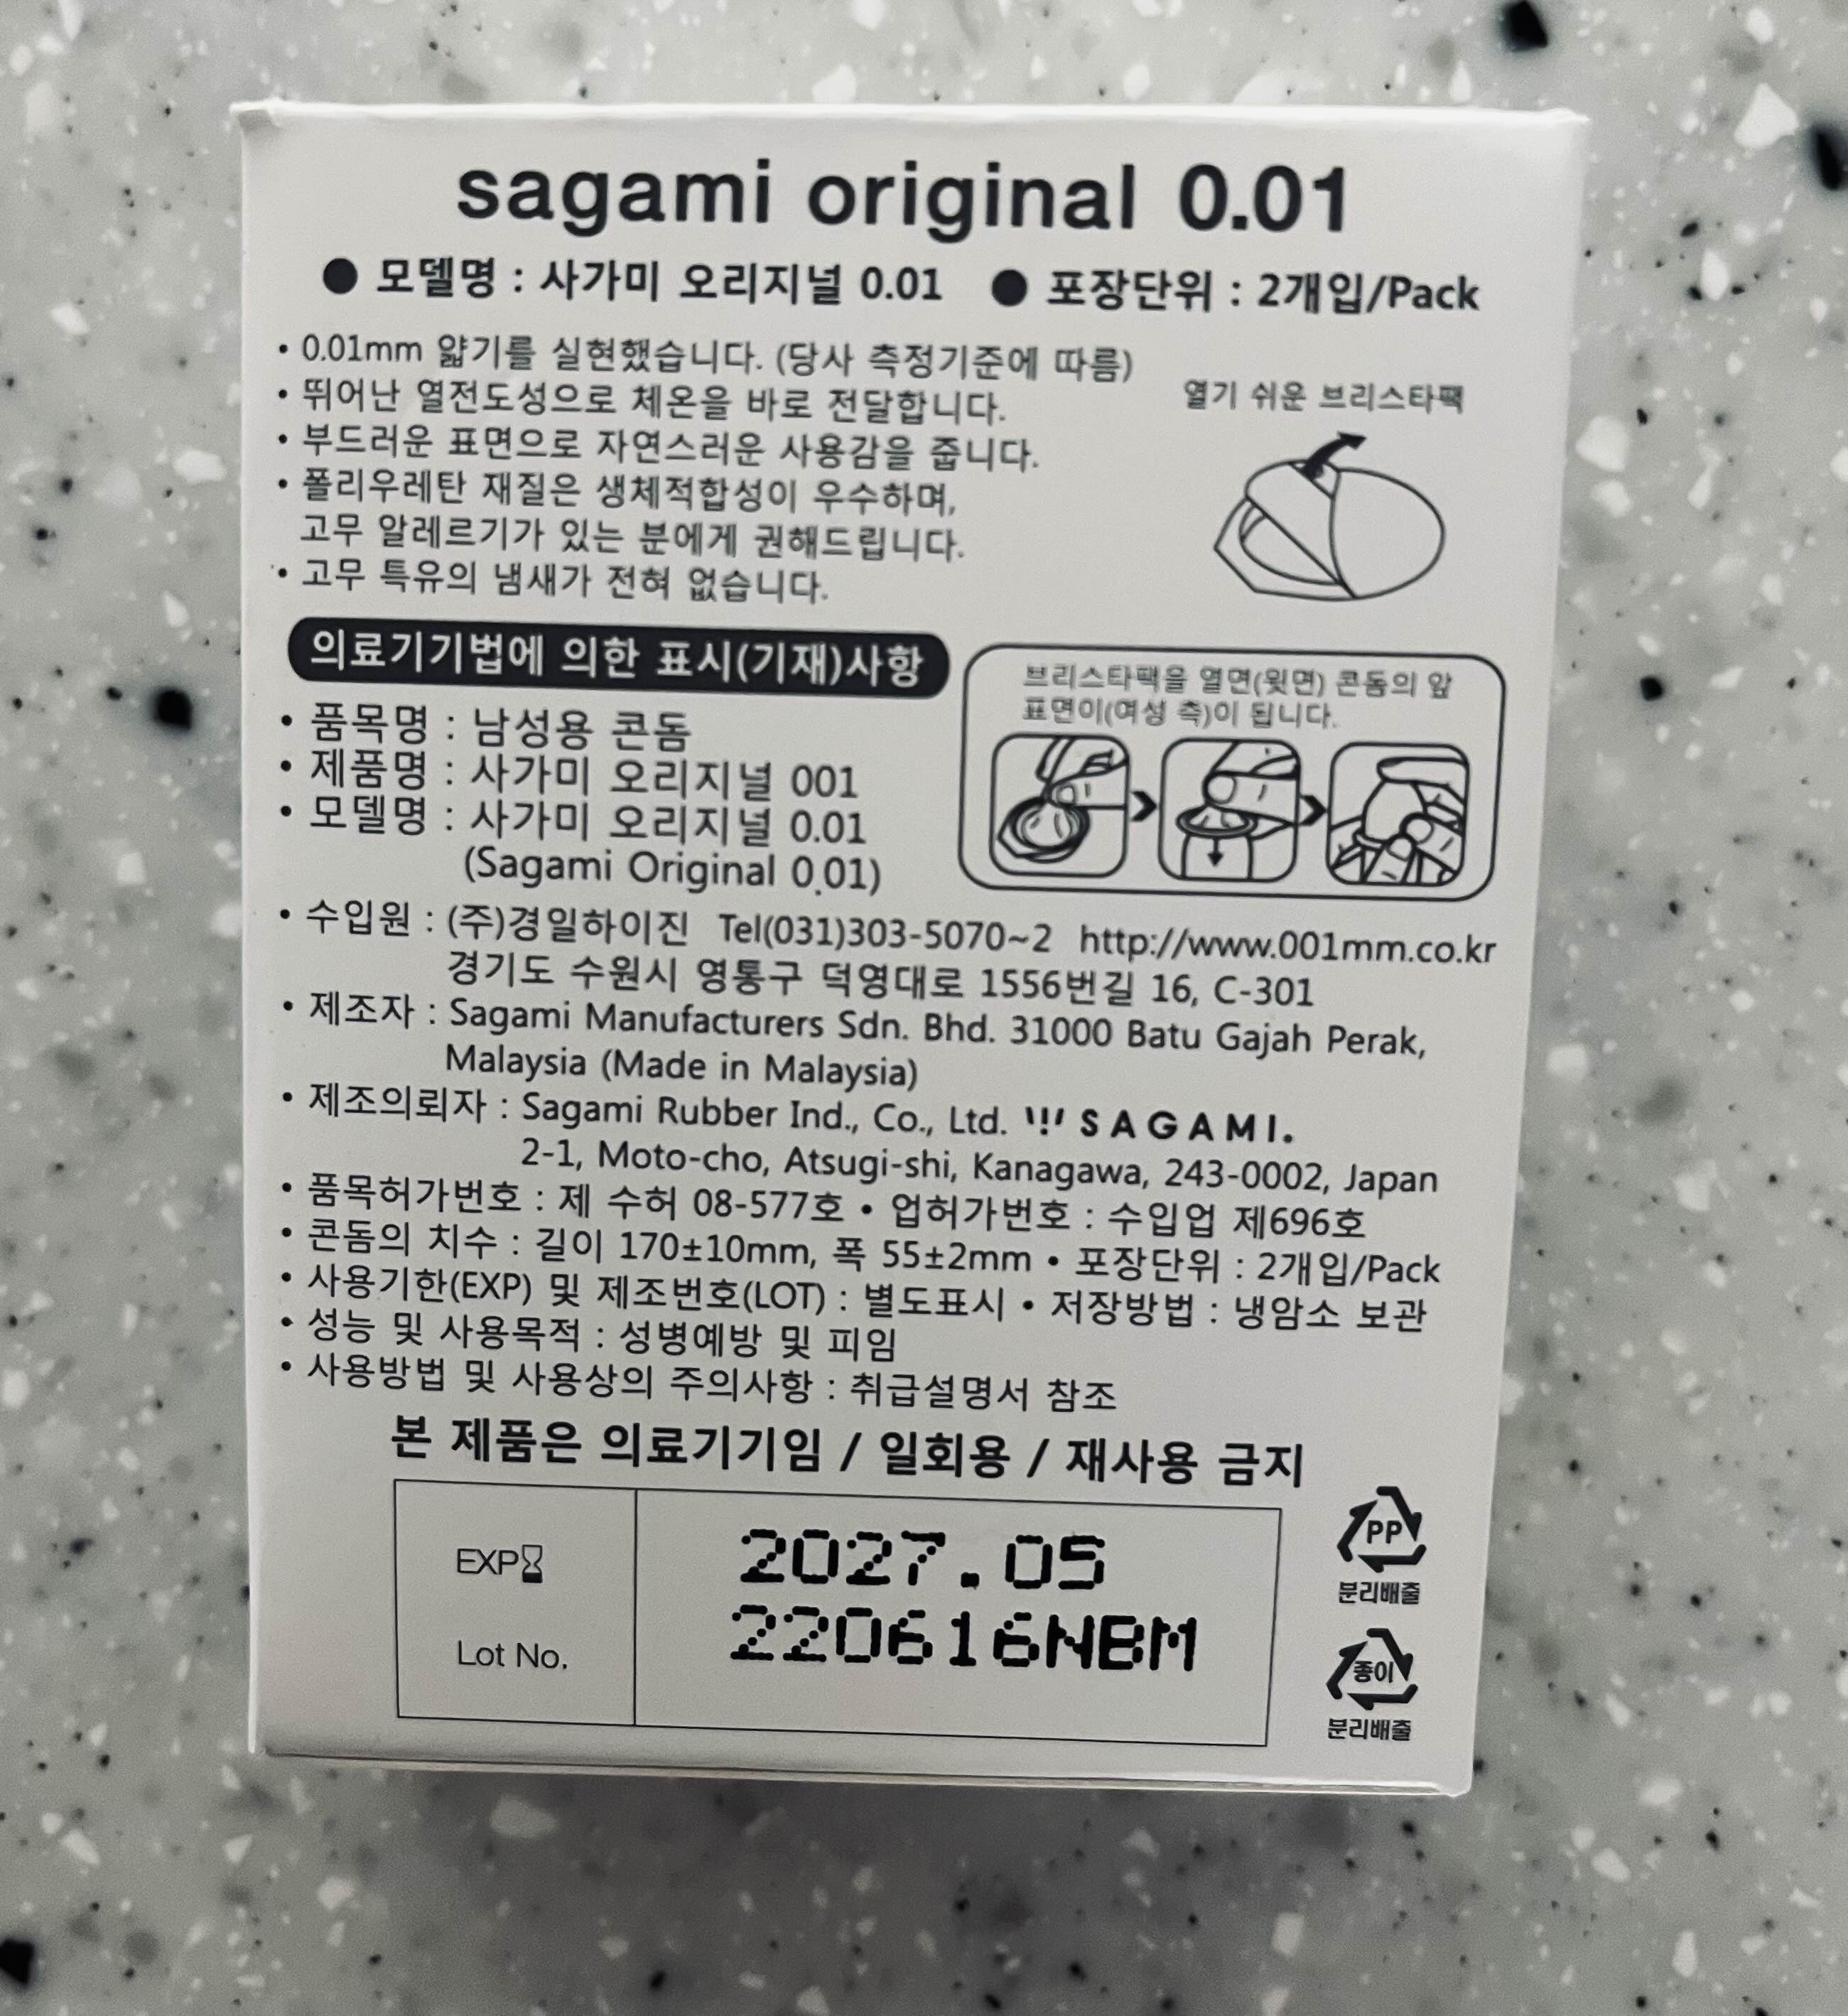 sagami original 0.01
● 모델명 : 사가미 오리지널 0.01 ● 포장단위 : 2개입/Pack
• 0.01mm 얇기를 실현했습니다. (당사 측정기준에 따름)
• 뛰어난 열전도성으로 체온을 바로 전달합니다.
• 부드러운 표면으로 자연스러운 사용감을 줍니다.
• 폴리우레탄 재질은 생체적합성이 우수하며,
고무 알레르기가 있는 분에게 권해드립니다.
• 고무 특유의 냄새가 전혀 없습니다.
열기 쉬운 브리스타팩
의료기기법에 의한 표시(기재)사항
• 품목명 : 남성용 콘돔
• 제품명 : 사가미 오리지널 001
• 모델명 : 사가미 오리지널 0.01
(Sagami Original 0.01)
브리스타팩을 열면(윗면) 콘돔의 앞
표면이(여성 측)이 됩니다.
• 수입원 : (주)경일하이진 Tel(031)303-5070~2 http://www.001mm.co.kr
경기도 수원시 영통구 덕영대로 1556번길 16, C-301
• 제조자 : Sagami Manufacturers Sdn. Bhd. 31000 Batu Gajah Perak,
Malaysia (Made in Malaysia)
• 제조의뢰자 : Sagami Rubber Ind., Co., Ltd. SAGAMI.
2-1, Moto-cho, Atsugi-shi, Kanagawa, 243-0002, Japan
• 품목허가번호 : 제 수허 08-577호 • 업허가번호 : 수입업 제696호
• 콘돔의 치수 : 길이 170±10mm, 폭 55±2mm • 포장단위 : 2개입/Pack
• 사용기한(EXP) 및 제조번호(LOT) : 별도표시 • 저장방법 : 냉암소 보관
• 성능 및 사용목적 : 성병예방 및 피임
• 사용방법 및 사용상의 주의사항 : 취급설명서 참조
본 제품은 의료기기임 / 일회용 / 재사용 금지
EXP 2027.05
Lot No. 220616NBM
PP
분리배출
종이
분리배출